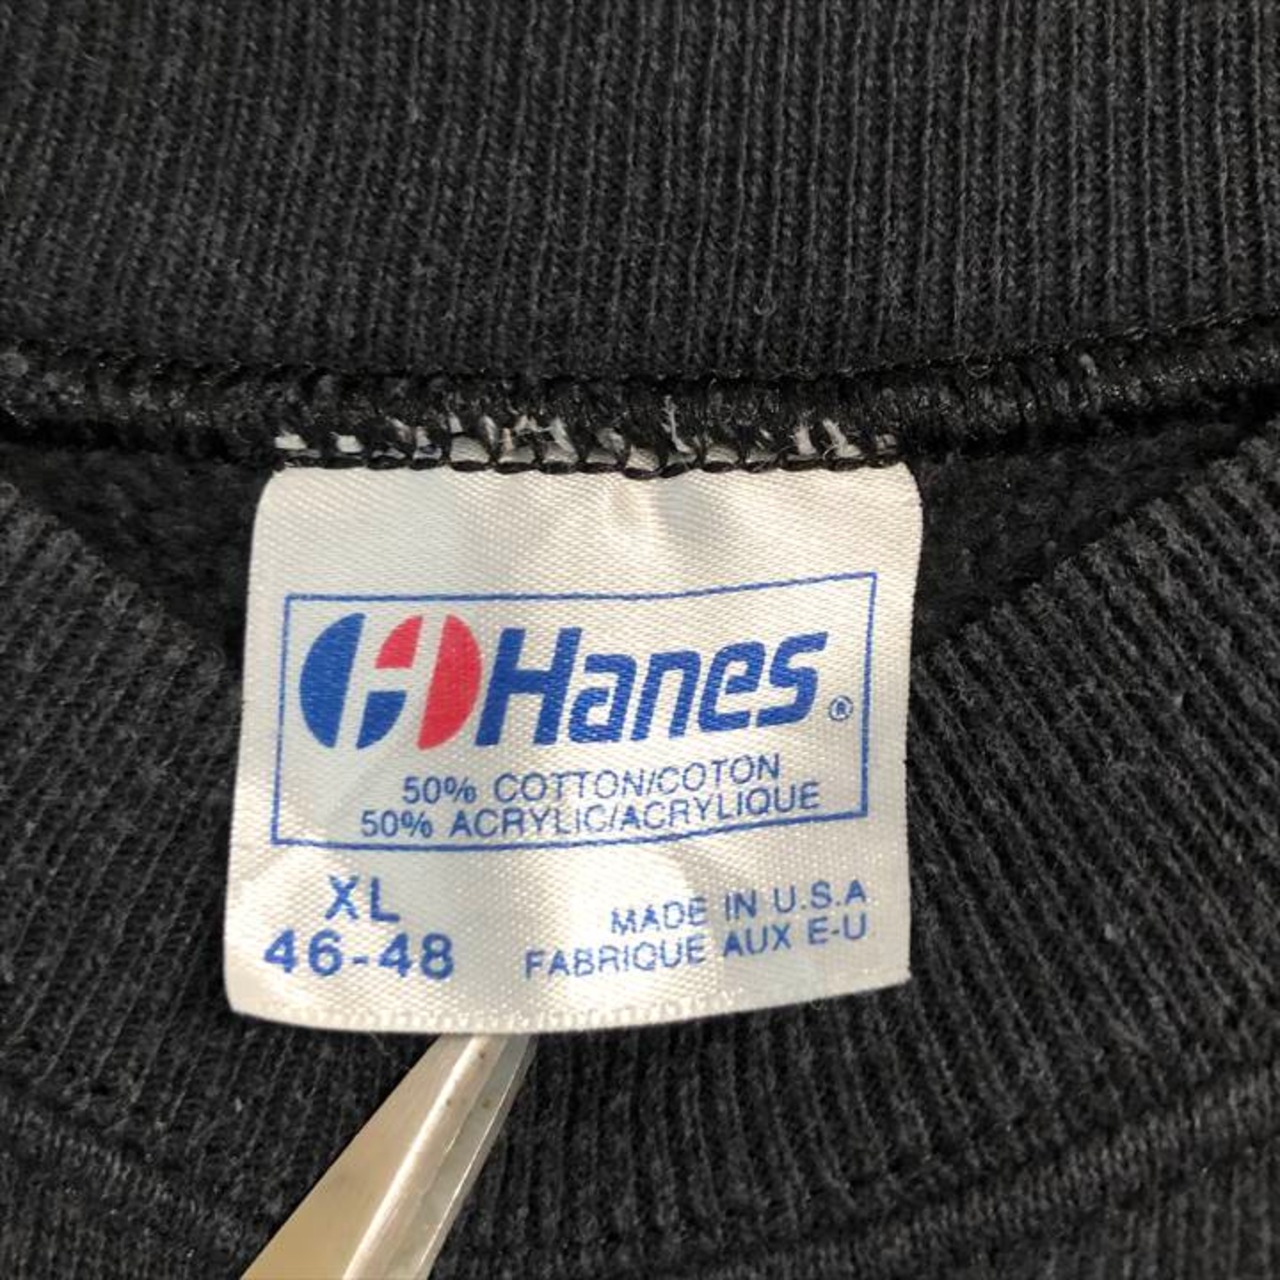 Hanes®
50% COTTON/COTON
50% ACRYLIC/ACRYLIQUE
XL
46-48
MADE IN U.S.A
FABRIQUE AUX E-U